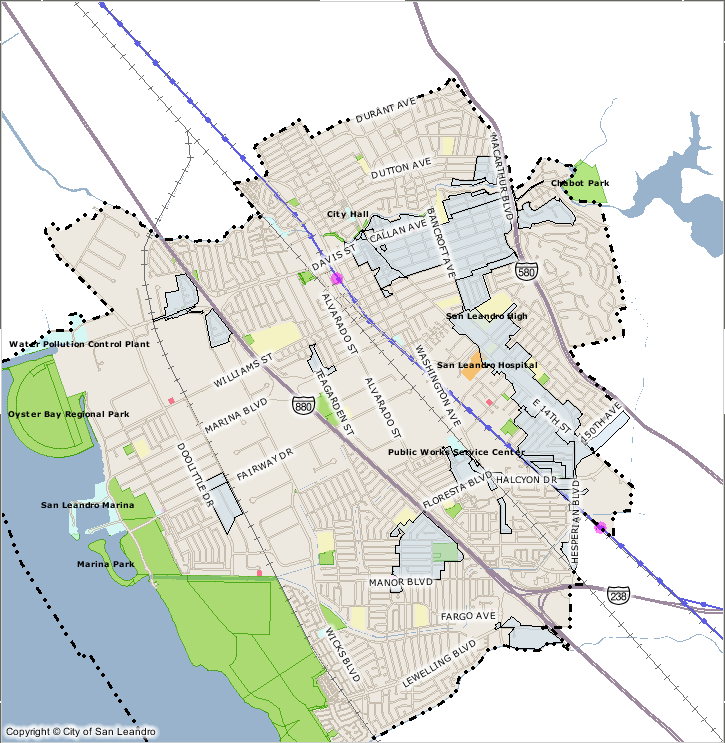 DURANT AVE
MACARTHUR BLVD
DUTTON AVE
Chabot Park
City Hall
BANCROFT AVE
CALLAN AVE
DAVIS ST
580
ALVARADO ST
San Leandro High
Water Pollution Control Plant
WASHINGTON AVE
WILLIAMS ST
San Leandro Hospital
TEAGARDEN ST
ALVARADO ST
880
MARINA BLVD
E 14TH ST
150TH AVE
Oyster Bay Regional Park
DOOLITTLE DR
FAIRWAY DR
Public Works Service Center
HALCYON DR
FLORESTA BLVD
HESPERIAN BLVD
San Leandro Marina
Marina Park
MANOR BLVD
238
FARGO AVE
WICKS BLVD
LEWELLING BLVD
Copyright © City of San Leandro